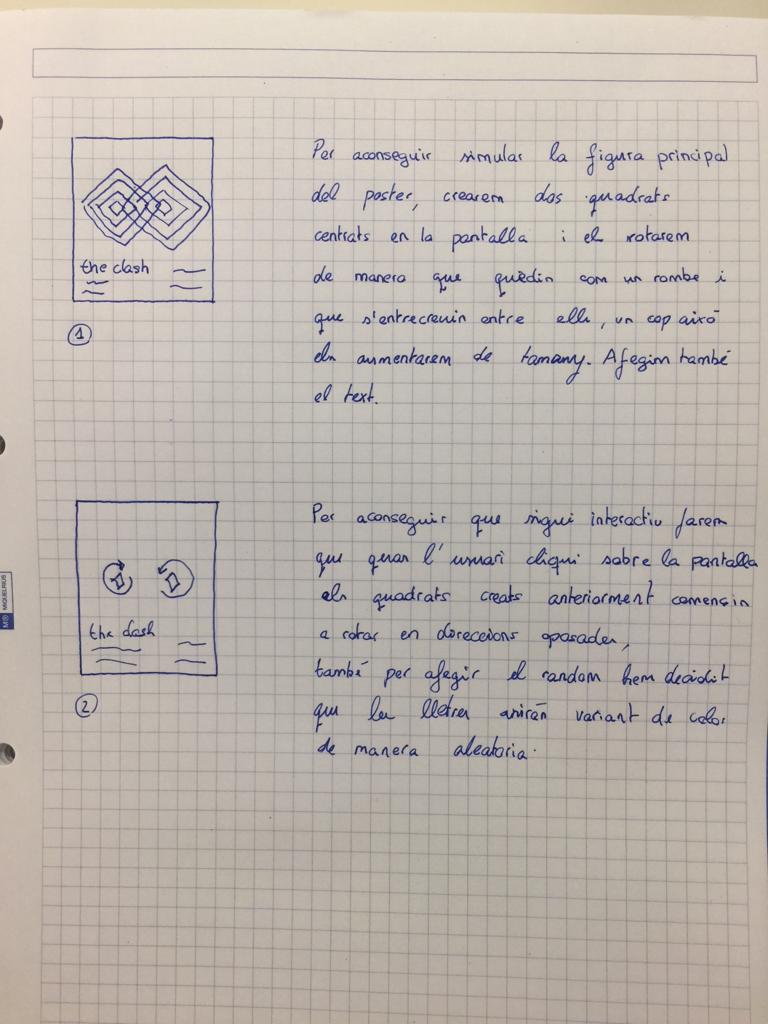 Per aconseguir simular la figura principal
del poster, crearem dos quadrats
centrats en la pantalla i el rotarem
de manera que quedin com un rombe i
que s'entrecreuin entre ells, un cop això
els aumentarem de tamany. Afegim també
el text.
the clash
1
Per aconseguir que sigui interactiu farem
que quan l'usuari cliqui sobre la pantalla
els quadrats creats anteriorment comensin
a rotar en direccions oposades,
també per afegir el random hem decidit
que les lletres aniràn variant de color
de manera aleatoria.
the clash
2
MIQUELRIUS